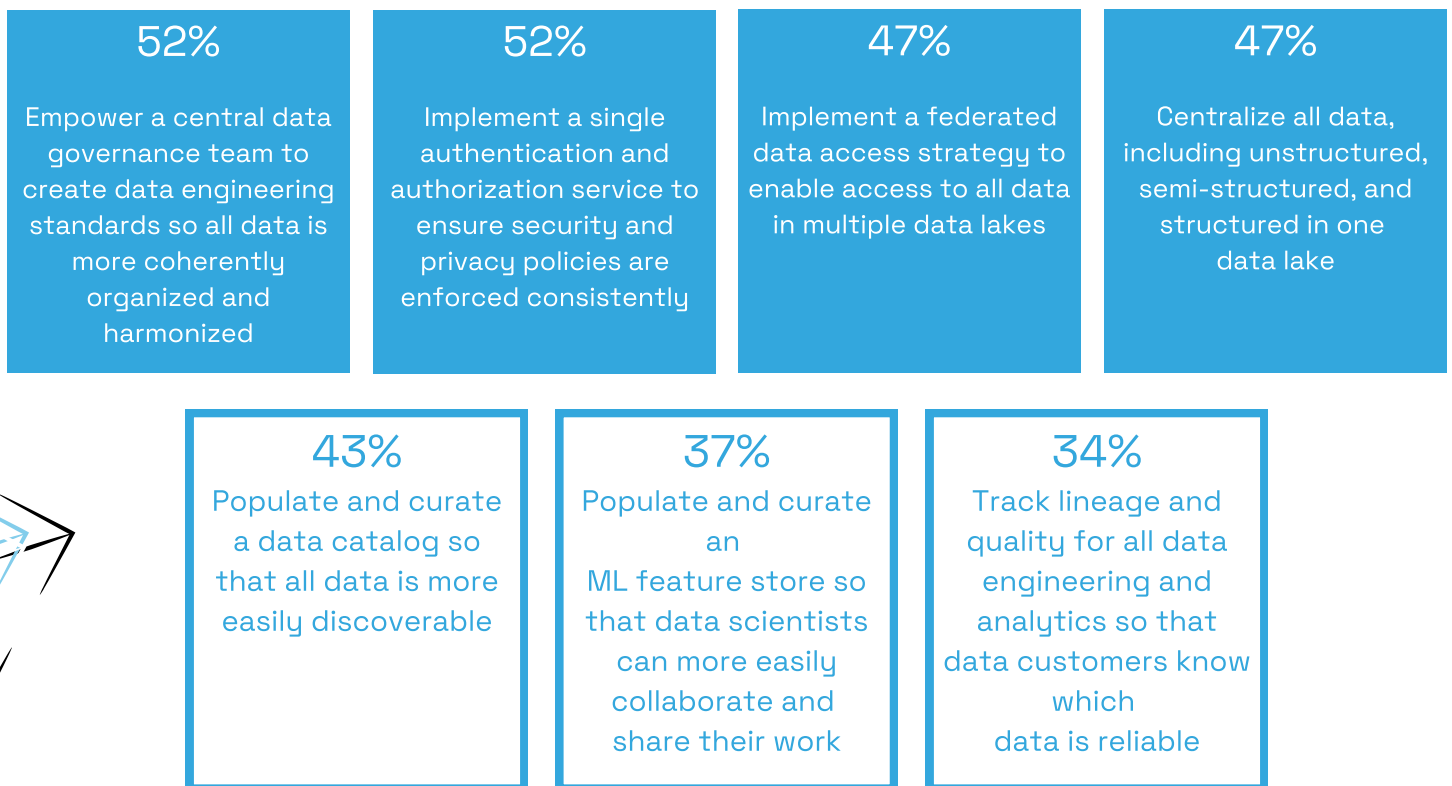 52%
Empower a central data
governance team to
create data engineering
standards so all data is
more coherently
organized and
harmonized
52%
Implement a single
authentication and
authorization service to
ensure security and
privacy policies are
enforced consistently
47%
Implement a federated
data access strategy to
enable access to all data
in multiple data lakes
47%
Centralize all data,
including unstructured,
semi-structured, and
structured in one
data lake
43%
Populate and curate
a data catalog so
that all data is more
easily discoverable
37%
Populate and curate
an
ML feature store so
that data scientists
can more easily
collaborate and
share their work
34%
Track lineage and
quality for all data
engineering and
analytics so that
data customers know
which
data is reliable